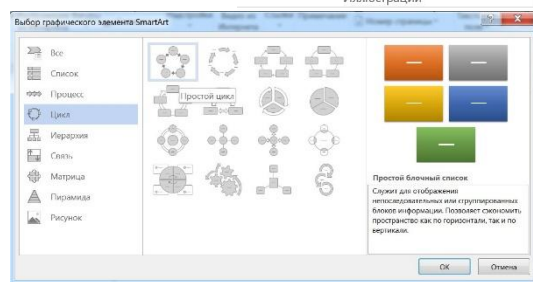 Иллюстрации
Выбор графического элемента SmartArt
Все
Список
Процесс
Цикл
Иерархия
Связь
Матрица
Пирамида
Рисунок
Простой цикл
Простой блочный список
Служит для отображения
непоследовательных или сгруппированных
блоков информации. Позволяет сэкономить
пространство как по горизонтали, так и по
вертикали.
ОК
Отмена